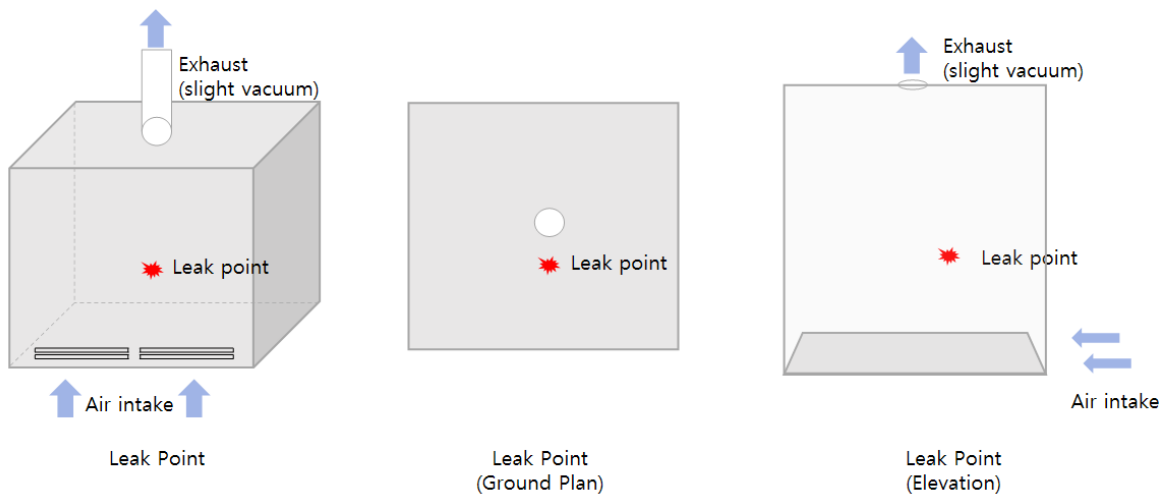 Exhaust
(slight vacuum)
Leak point
Air intake
Leak Point
Leak point
Leak Point
(Ground Plan)
Exhaust
(slight vacuum)
Leak point
Air intake
Leak Point
(Elevation)